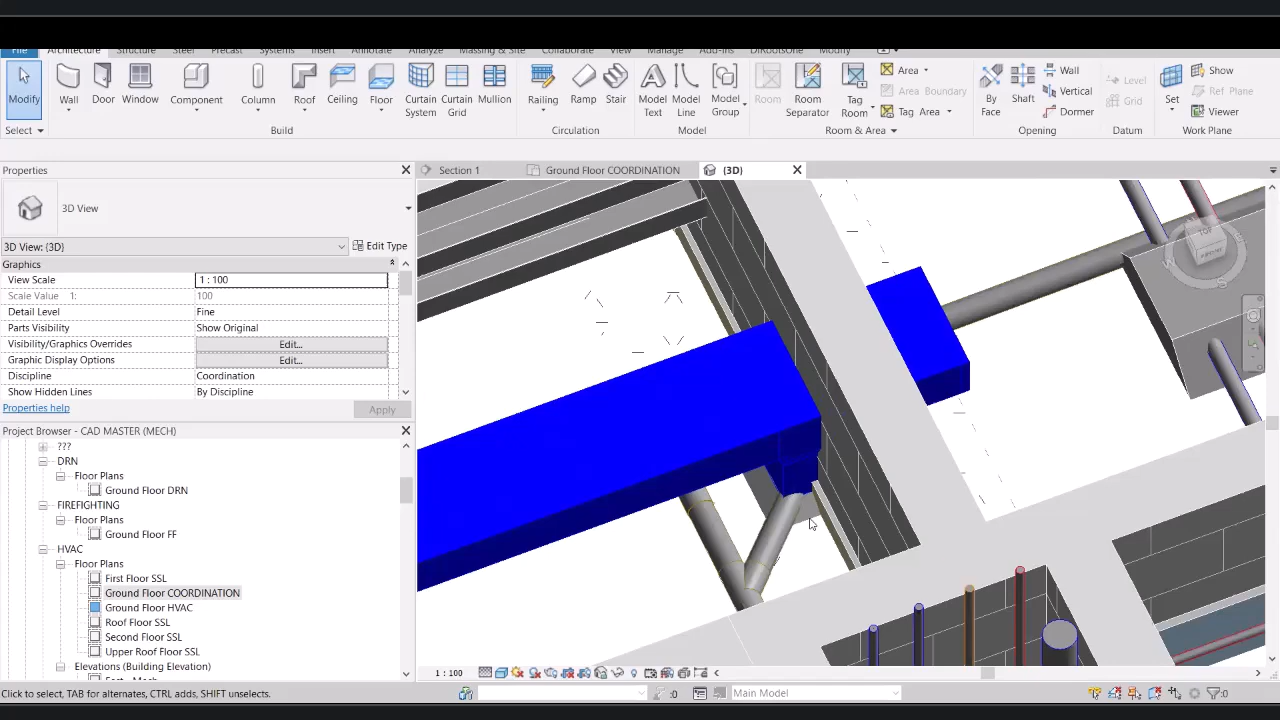 File Architecture Structure Steel Precast Systems Insert Annotate Analyze Massing & Site Collaborate View Manage Add-Ins DiRootsOne Modify
Modify Wall Door Window Component Column Roof Ceiling Floor Curtain System Curtain Grid Mullion Railing Ramp Stair Model Text Model Line Model Group Room Room Separator Tag Room Area Area Boundary Tag Area By Face Shaft Wall Vertical Dormer Level Grid Set Show Ref Plane Viewer
Select Build Circulation Model Room & Area Opening Datum Work Plane
Properties
Section 1 Ground Floor COORDINATION (3D)
3D View
3D View: {3D} Edit Type
Graphics
View Scale 1 : 100
Scale Value 1: 100
Detail Level Fine
Parts Visibility Show Original
Visibility/Graphics Overrides Edit...
Graphic Display Options Edit...
Discipline Coordination
Show Hidden Lines By Discipline
Properties help Apply
Project Browser - CAD MASTER (MECH)
???
DRN
Floor Plans
Ground Floor DRN
FIREFIGHTING
Floor Plans
Ground Floor FF
HVAC
Floor Plans
First Floor SSL
Ground Floor COORDINATION
Ground Floor HVAC
Roof Floor SSL
Second Floor SSL
Upper Roof Floor SSL
Elevations (Building Elevation)
TOP
1 : 100
Click to select, TAB for alternates, CTRL adds, SHIFT unselects.
:0
Main Model
:0